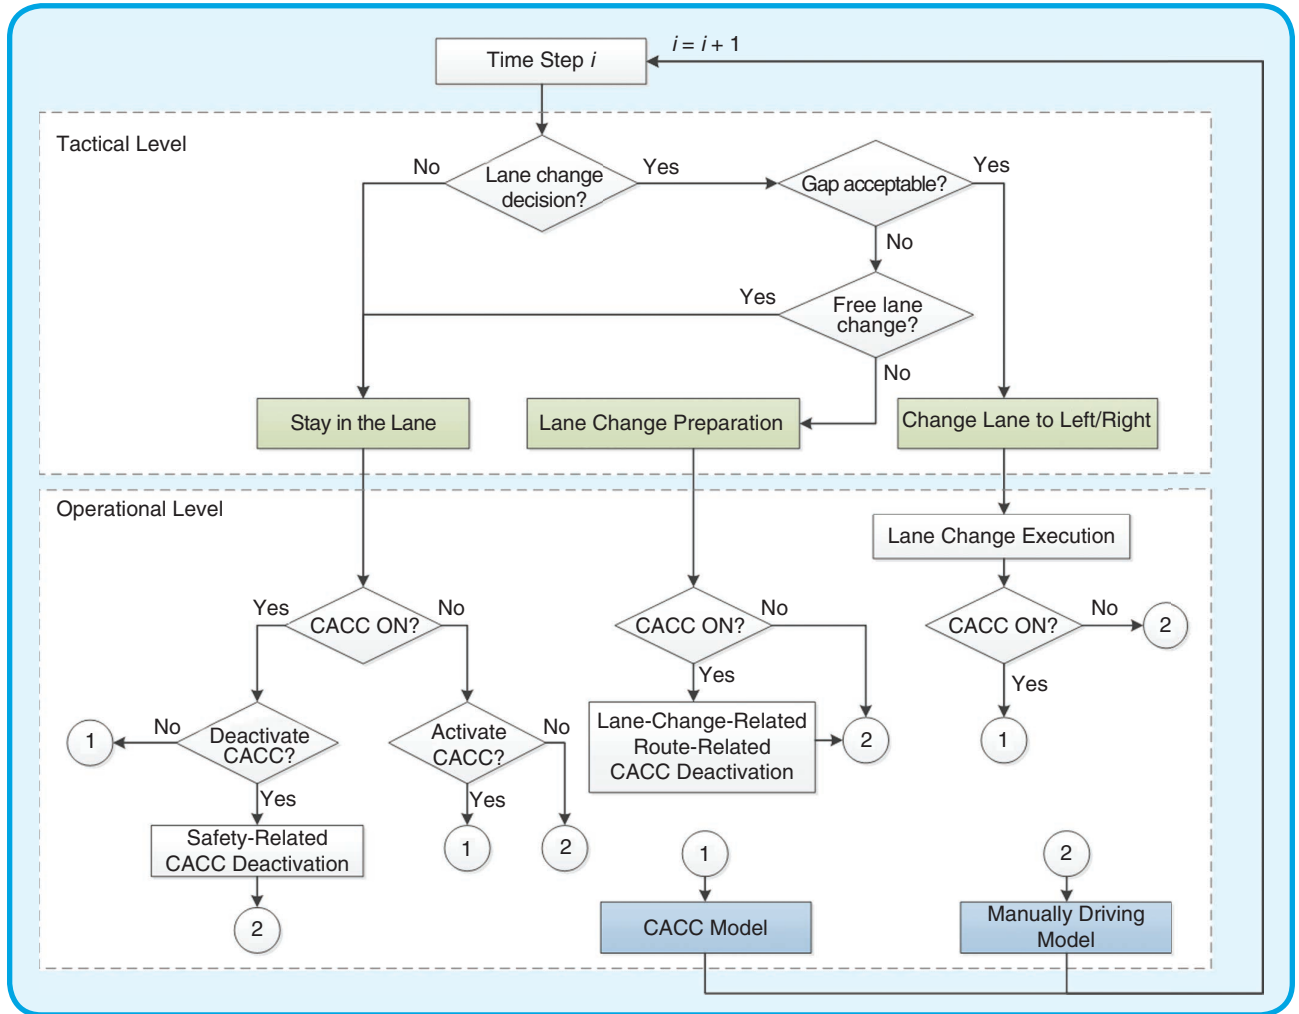 i = i + 1
Time Step i
Tactical Level
No
Lane change
decision?
Yes
Gap acceptable?
Yes
No
Yes
Free lane
change?
No
Stay in the Lane
Lane Change Preparation
Change Lane to Left/Right
Operational Level
Lane Change Execution
Yes
CACC ON?
No
CACC ON?
No
CACC ON?
No
2
Yes
Yes
1
No
Deactivate
CACC?
Activate
CACC?
No
Lane-Change-Related
Route-Related
CACC Deactivation
2
1
Yes
Yes
Safety-Related
CACC Deactivation
1
2
1
2
2
CACC Model
Manually Driving
Model